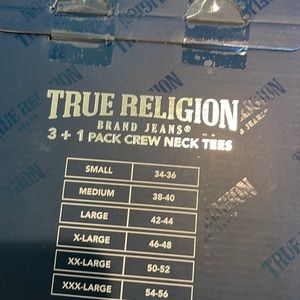 TRUE RELIGION
BRAND JEANS®
3 + 1 PACK CREW NECK TEES
SMALL 34-36
MEDIUM 38-40
LARGE 42-44
X-LARGE 46-48
XX-LARGE 50-52
XXX-LARGE 54-56